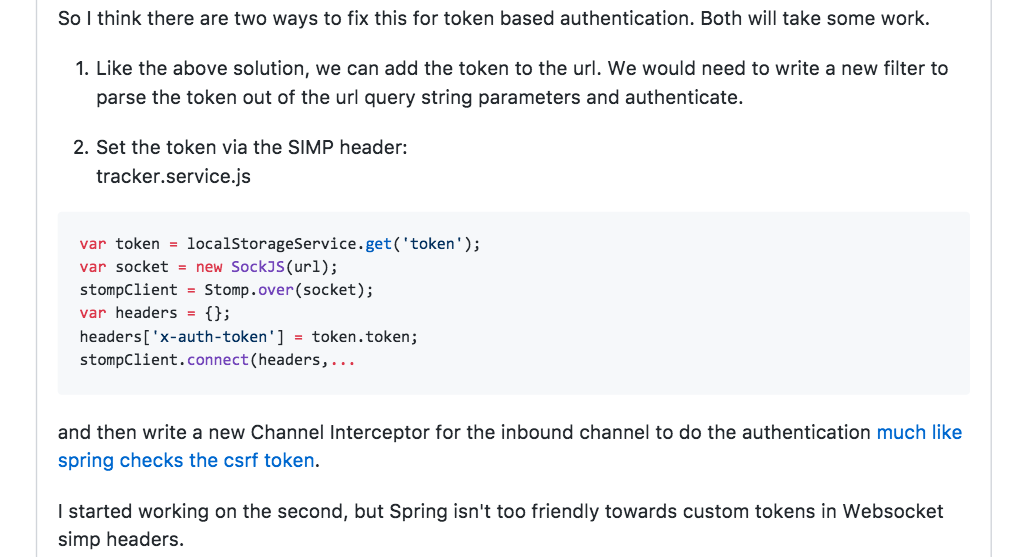 So I think there are two ways to fix this for token based authentication. Both will take some work.
1. Like the above solution, we can add the token to the url. We would need to write a new filter to
parse the token out of the url query string parameters and authenticate.
2. Set the token via the SIMP header:
tracker.service.js
var token = localStorageService.get('token');
var socket = new SockJS(url);
stompClient = Stomp.over(socket);
var headers = {};
headers['x-auth-token'] = token.token;
stompClient.connect(headers,...
and then write a new Channel Interceptor for the inbound channel to do the authentication much like
spring checks the csrf token.
I started working on the second, but Spring isn't too friendly towards custom tokens in Websocket
simp headers.